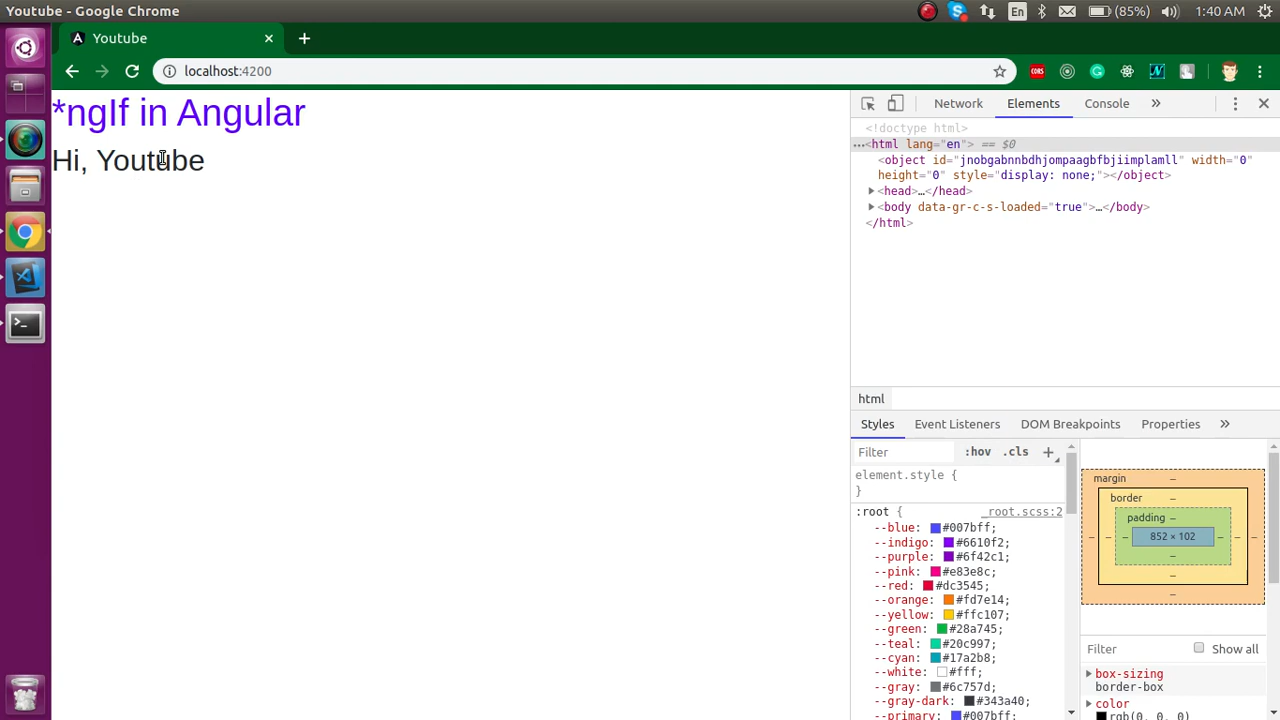 Youtube - Google Chrome
En
(85%)
1:40 AM
Youtube
localhost:4200
CORS
*ngIf in Angular
Hi, Youtube
Network
Elements
Console
<!doctype html>
<html lang="en"> == $0
<object id="jnobgabnnbdhjompaagbfbjiimplamll" width="0"
height="0" style="display: none;"></object>
<head>…</head>
<body data-gr-c-s-loaded="true">…</body>
</html>
html
Styles
Event Listeners
DOM Breakpoints
Properties
Filter
:hov
.cls
element.style {
}
:root {
_root.scss:2
--blue: #007bff;
--indigo: #6610f2;
--purple: #6f42c1;
--pink: #e83e8c;
--red: #dc3545;
--orange: #fd7e14;
--yellow: #ffc107;
--green: #28a745;
--teal: #20c997;
--cyan: #17a2b8;
--white: #fff;
--gray: #6c757d;
--gray-dark: #343a40;
--primary: #007bff;
margin
border
padding
852 × 102
Filter
Show all
box-sizing
border-box
color
rgb(0, 0, 0)